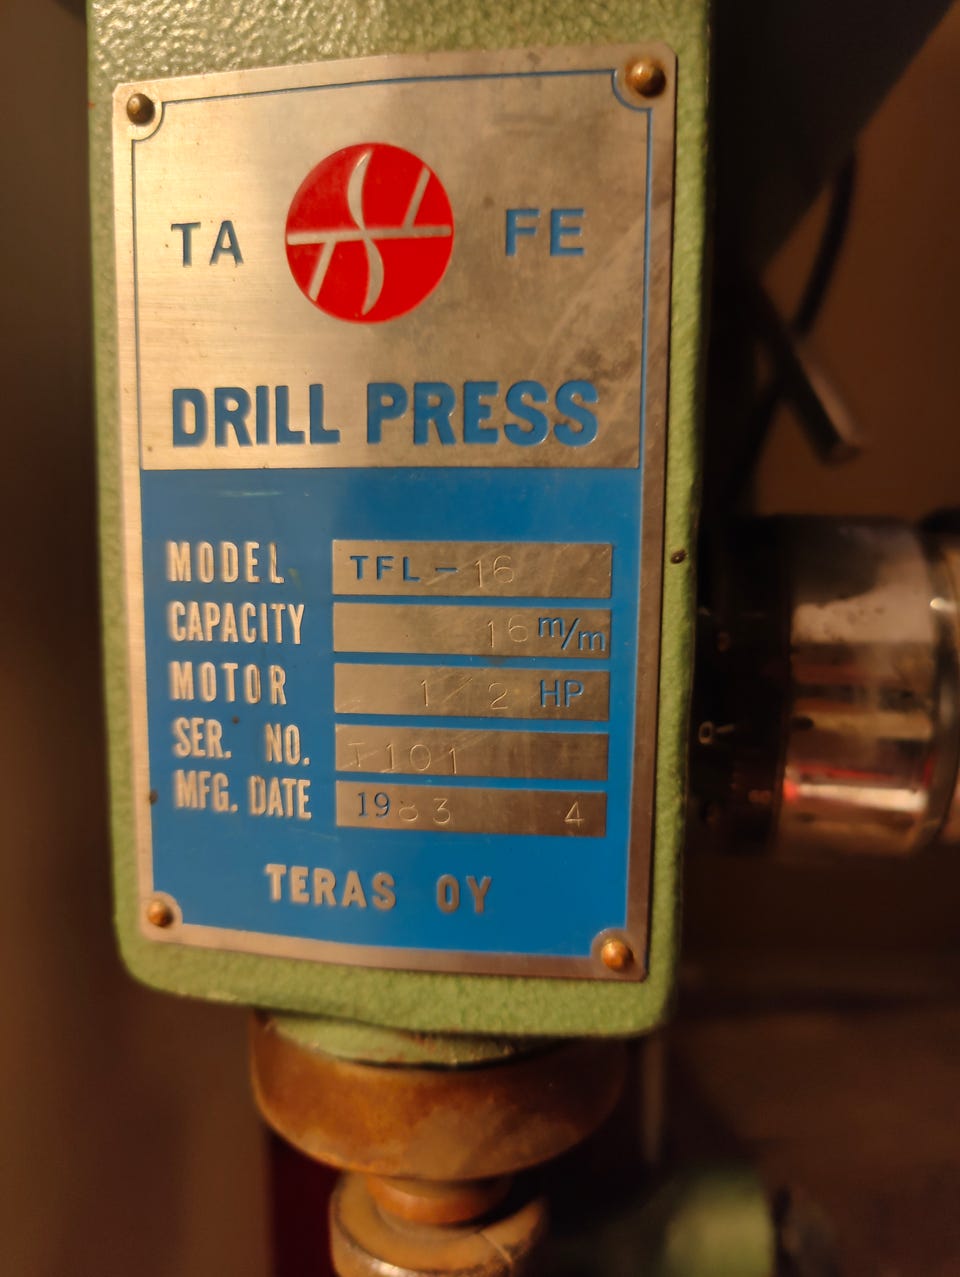 TA FE
DRILL PRESS
MODEL TFL-16
CAPACITY 16 m/m
MOTOR 1/2 HP
SER. NO. T101
MFG. DATE 1983 4
TERAS OY